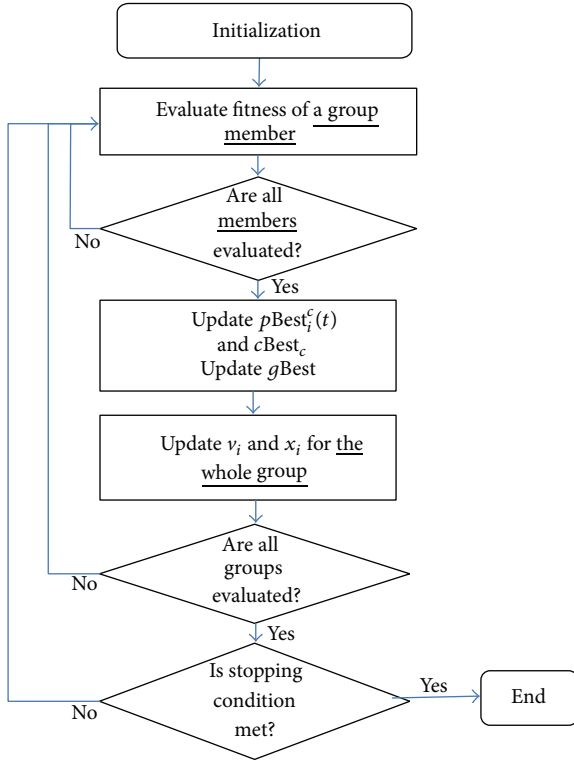 Initialization
Evaluate fitness of a group
member
Are all
members
evaluated?
No
Yes
Update pBest_i^c(t)
and cBest_c
Update gBest
Update v_i and x_i for the
whole group
Are all
groups
evaluated?
No
Yes
Is stopping
condition
met?
No
Yes
End